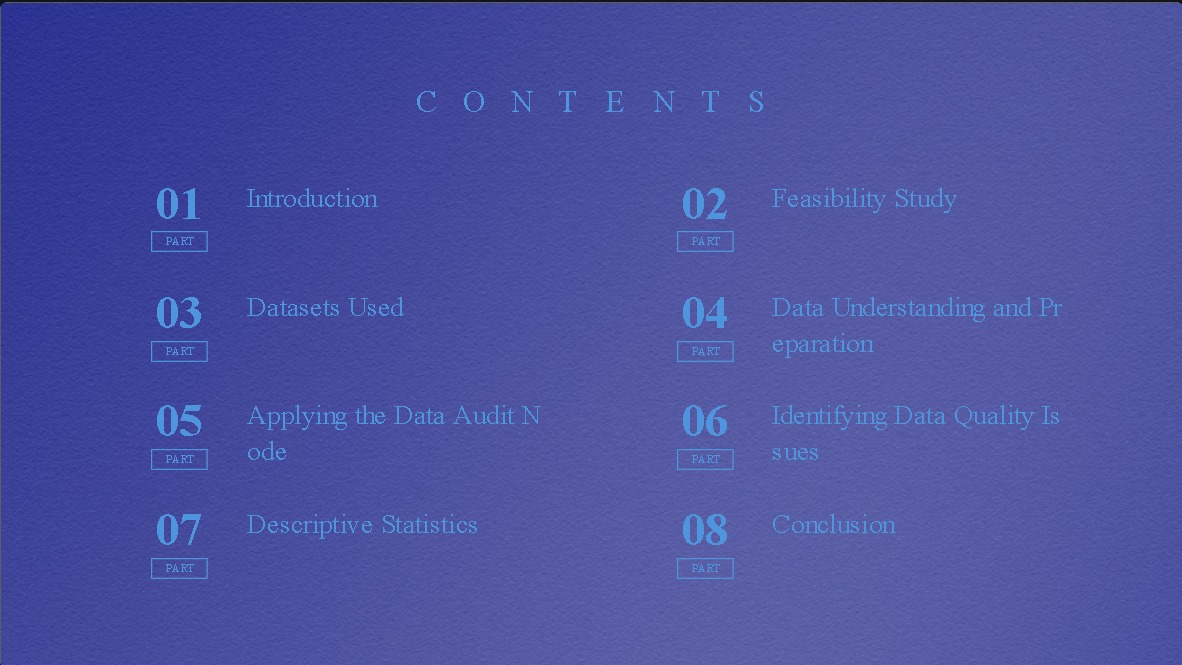 CONTENTS
01 Introduction
PART
02 Feasibility Study
PART
03 Datasets Used
PART
04 Data Understanding and Pr
eparation
PART
05 Applying the Data Audit N
ode
PART
06 Identifying Data Quality Is
sues
PART
07 Descriptive Statistics
PART
08 Conclusion
PART